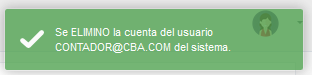 Se ELIMINO la cuenta del usuario
CONTADOR@CBA.COM del sistema.